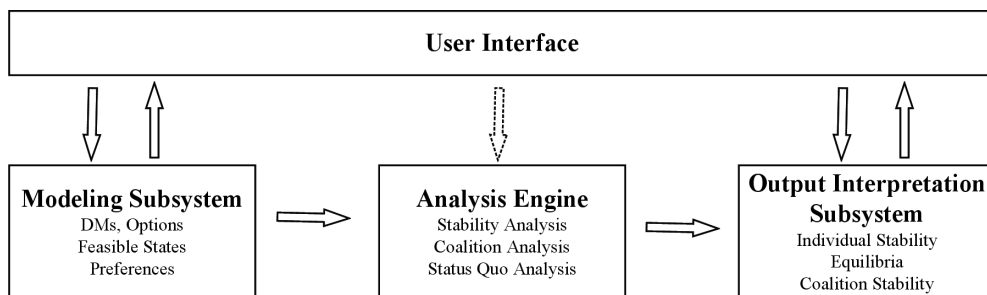 User Interface
Modeling Subsystem
DMs, Options
Feasible States
Preferences
Analysis Engine
Stability Analysis
Coalition Analysis
Status Quo Analysis
Output Interpretation
Subsystem
Individual Stability
Equilibria
Coalition Stability